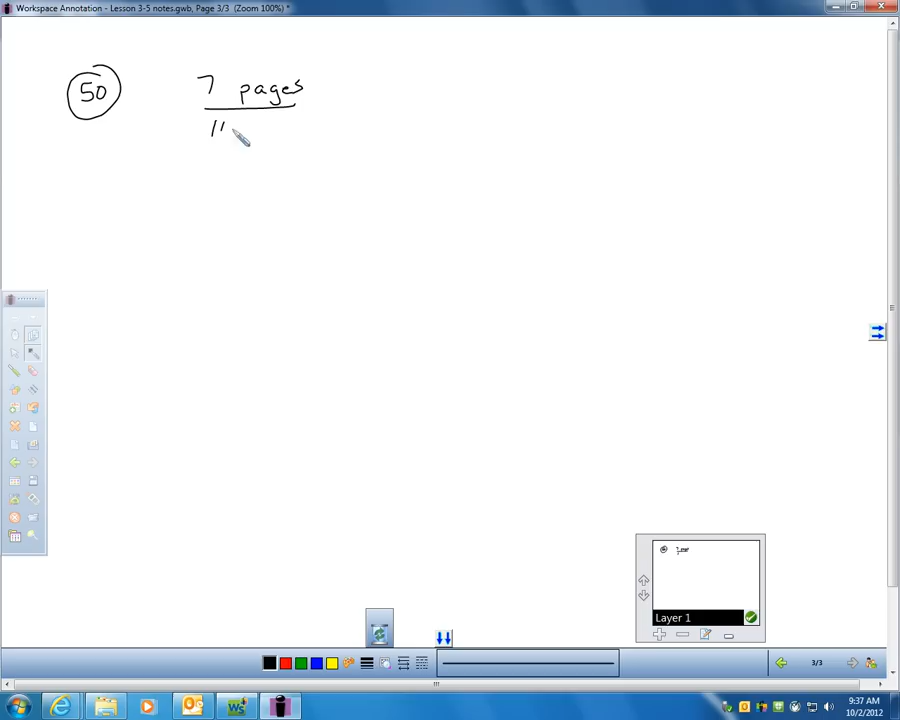 Workspace Annotation - Lesson 3-5 notes.gwb, Page 3/3 (Zoom 100%) *
50 7 pages
11
Layer 1
3/3
9:37 AM
10/2/2012